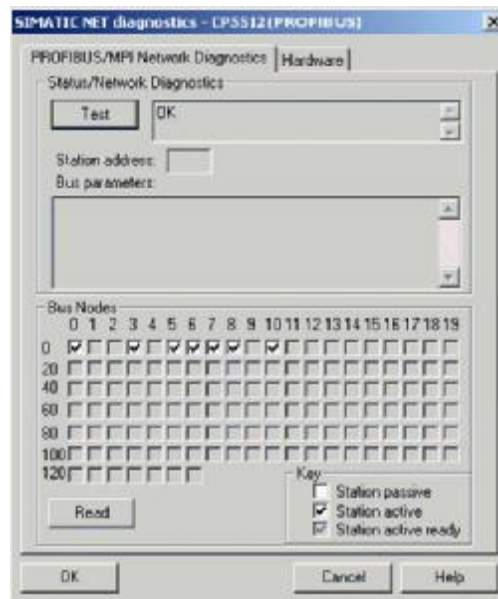 SIMATIC NET diagnostics - CP5512(PROFIBUS)
PROFIBUS/MPI Network Diagnostics Hardware
Status/Network Diagnostics
Test OK
Station address:
Bus parameters:
Bus Nodes
0 1 2 3 4 5 6 7 8 9 10 11 12 13 14 15 16 17 18 19
0
20
40
60
80
100
120
Key
Station passive
Read
Station active
Station active ready
OK Cancel Help